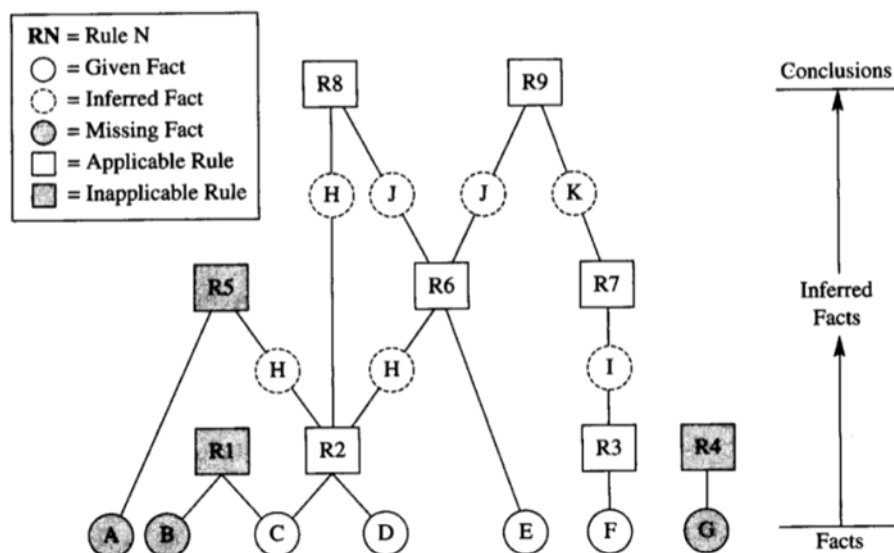 RN = Rule N
= Given Fact
= Inferred Fact
= Missing Fact
= Applicable Rule
= Inapplicable Rule
R8
R9
Conclusions
H
J
J
K
R5
R6
R7
Inferred
Facts
H
H
I
R1
R2
R3
R4
A
B
C
D
E
F
G
Facts